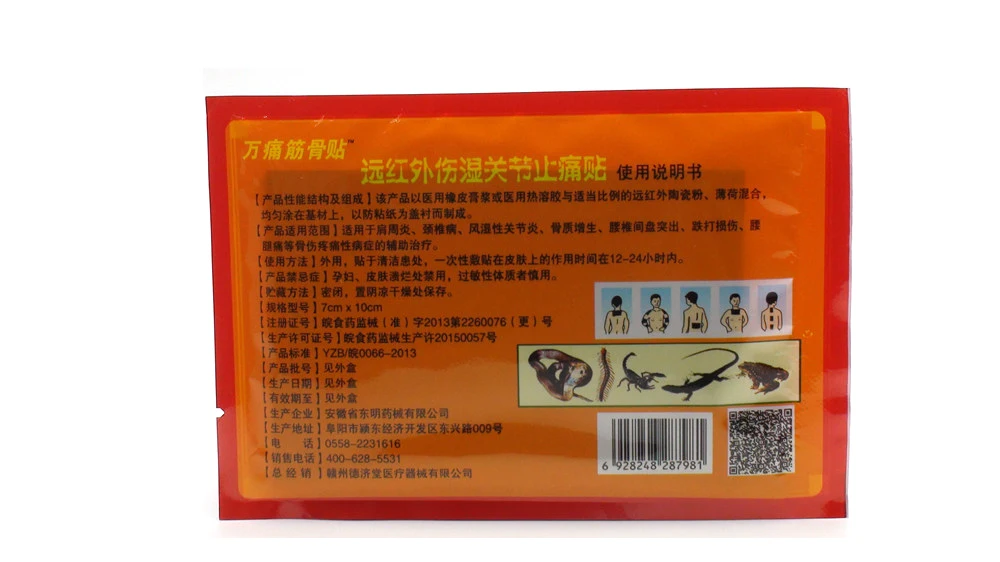 万痛筋骨贴™
远红外伤湿关节止痛贴 使用说明书
【产品性能结构及组成】该产品以医用橡皮膏浆或医用热溶胶与适当比例的远红外陶瓷粉、薄荷混合，
均匀涂在基材上，以防粘纸为盖衬而制成。
【产品适用范围】适用于肩周炎、颈椎病、风湿性关节炎、骨质增生、腰椎间盘突出、跌打损伤、腰
腿痛等骨伤疼痛性病症的辅助治疗。
【使用方法】外用，贴于清洁患处，一次性敷贴在皮肤上的作用时间在12-24小时内。
【产品禁忌症】孕妇、皮肤溃烂处禁用，过敏性体质者慎用。
【贮藏方法】密闭，置阴凉干燥处保存。
【规格型号】7cm x 10cm
【注册证号】皖食药监械（准）字2013第2260076（更）号
【生产许可证号】皖食药监械生产许20150057号
【产品标准】YZB/皖0066-2013
【产品批号】见外盒
【生产日期】见外盒
【有效期至】见外盒
【生产企业】安徽省东明药械有限公司
【生产地址】阜阳市颍东经济开发区东兴路009号
【电 话】0558-2231616
【销售电话】400-628-5531
【总 经 销】赣州德济堂医疗器械有限公司
6 928248 287981